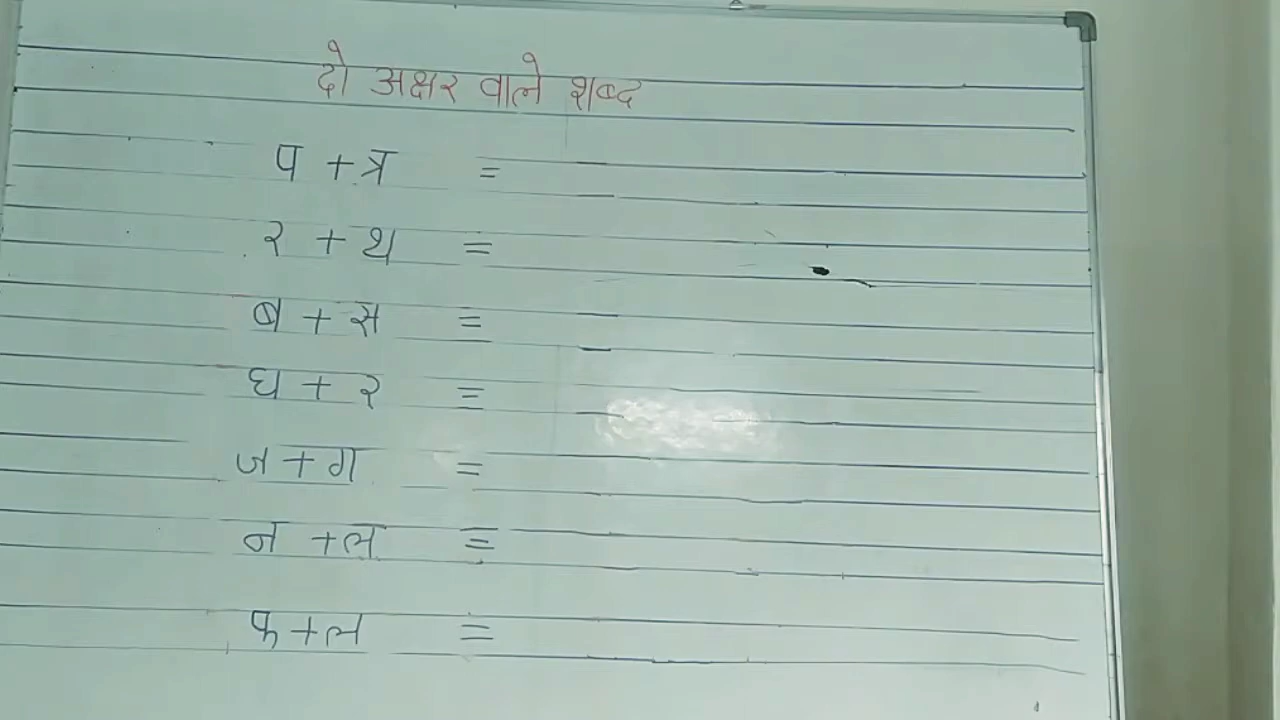 दो अक्षर वाले शब्द
प + त्र =
र + थ =
ब + स =
घ + र =
ज + ग =
न + ल =
फ + ल =